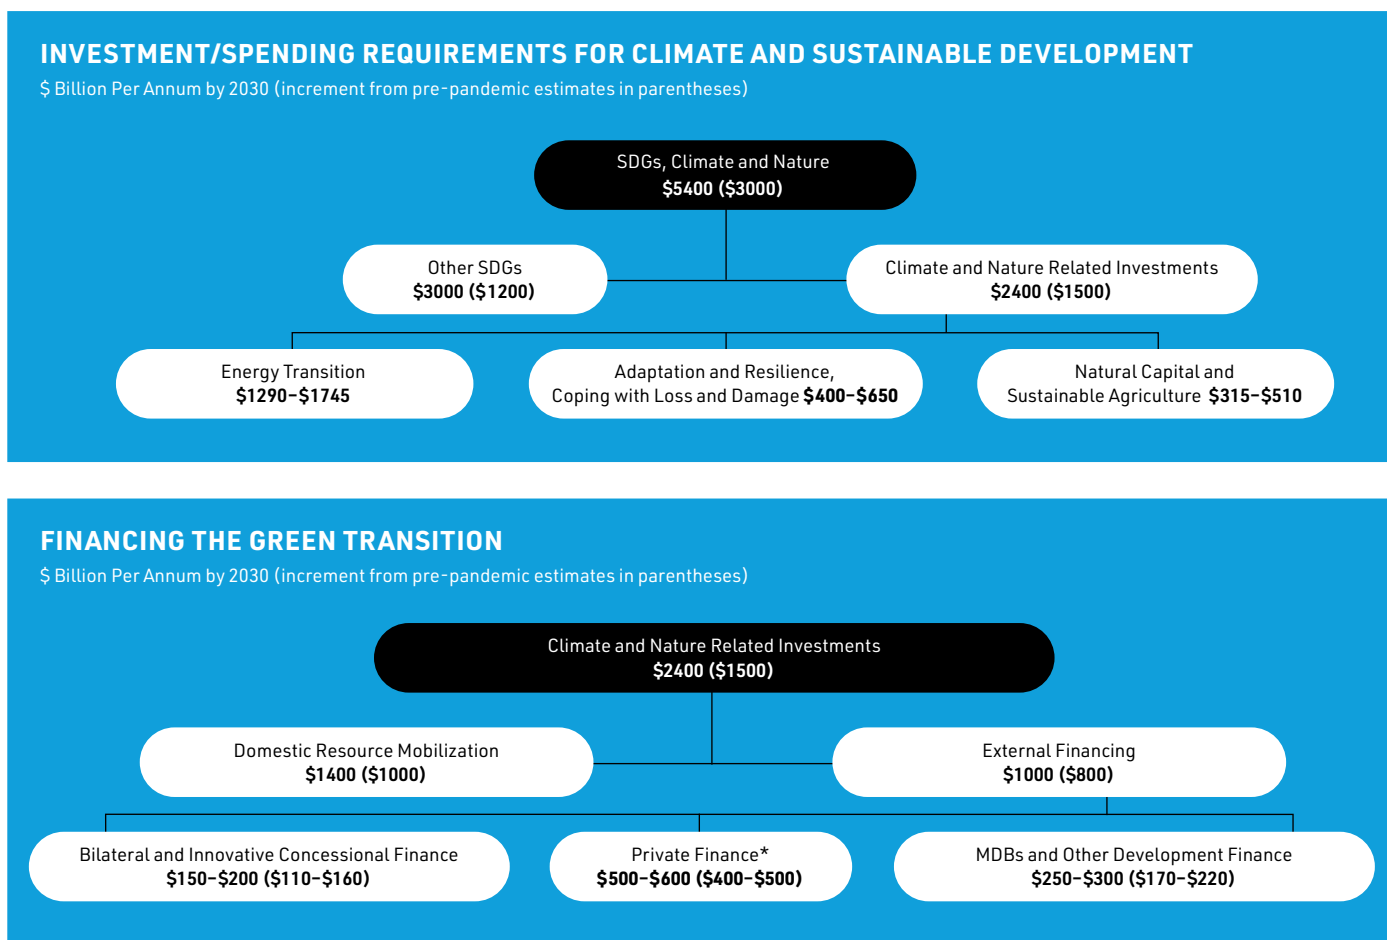 INVESTMENT/SPENDING REQUIREMENTS FOR CLIMATE AND SUSTAINABLE DEVELOPMENT
$ Billion Per Annum by 2030 (increment from pre-pandemic estimates in parentheses)
SDGs, Climate and Nature
$5400 ($3000)
Other SDGs
$3000 ($1200)
Climate and Nature Related Investments
$2400 ($1500)
Energy Transition
$1290–$1745
Adaptation and Resilience,
Coping with Loss and Damage $400–$650
Natural Capital and
Sustainable Agriculture $315–$510
FINANCING THE GREEN TRANSITION
$ Billion Per Annum by 2030 (increment from pre-pandemic estimates in parentheses)
Climate and Nature Related Investments
$2400 ($1500)
Domestic Resource Mobilization
$1400 ($1000)
External Financing
$1000 ($800)
Bilateral and Innovative Concessional Finance
$150–$200 ($110–$160)
Private Finance*
$500–$600 ($400–$500)
MDBs and Other Development Finance
$250–$300 ($170–$220)